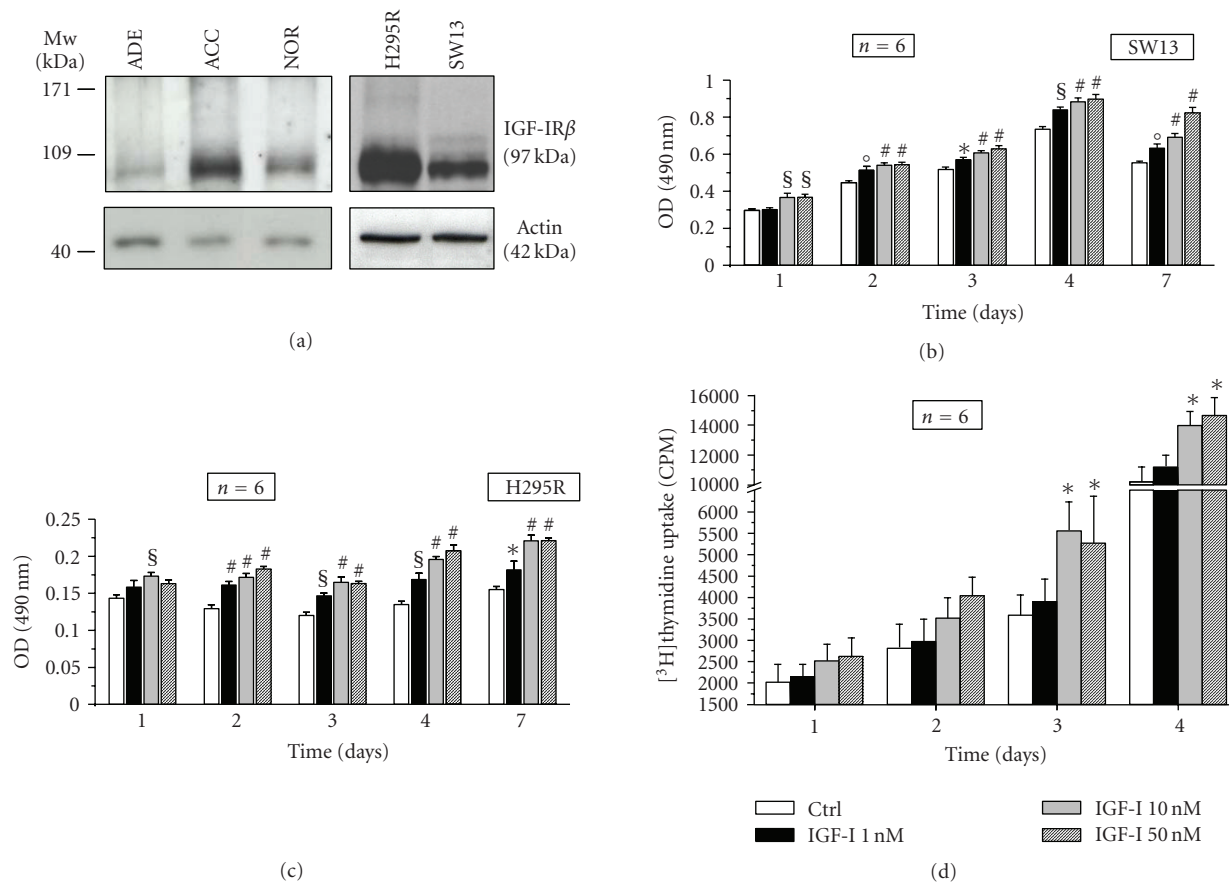 Mw
(kDa)
ADE
ACC
NOR
H295R
SW13
171
109
40
IGF-IRβ
(97 kDa)
Actin
(42 kDa)
(a)
n = 6
SW13
OD (490 nm)
1
0.8
0.6
0.4
0.2
0
§ §
° # #
* # #
§ # #
° # #
1 2 3 4 7
Time (days)
(b)
n = 6
H295R
OD (490 nm)
0.25
0.2
0.15
0.1
0.05
0
§
# # #
§ # #
§ # #
* # #
1 2 3 4 7
Time (days)
(c)
n = 6
[³H]thymidine uptake (CPM)
16000
14000
12000
10000
6000
5500
5000
4500
4000
3500
3000
2500
2000
1500
* *
* *
1 2 3 4
Time (days)
Ctrl
IGF-I 1 nM
IGF-I 10 nM
IGF-I 50 nM
(d)